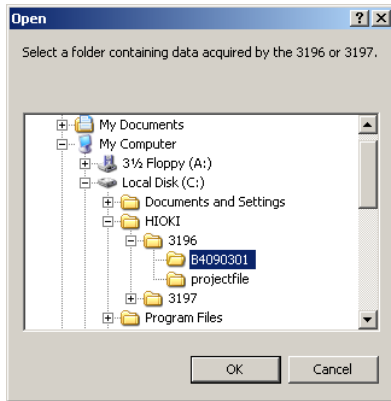 Open
Select a folder containing data acquired by the 3196 or 3197.
My Documents
My Computer
3½ Floppy (A:)
Local Disk (C:)
Documents and Settings
HIOKI
3196
B4090301
projectfile
3197
Program Files
OK Cancel